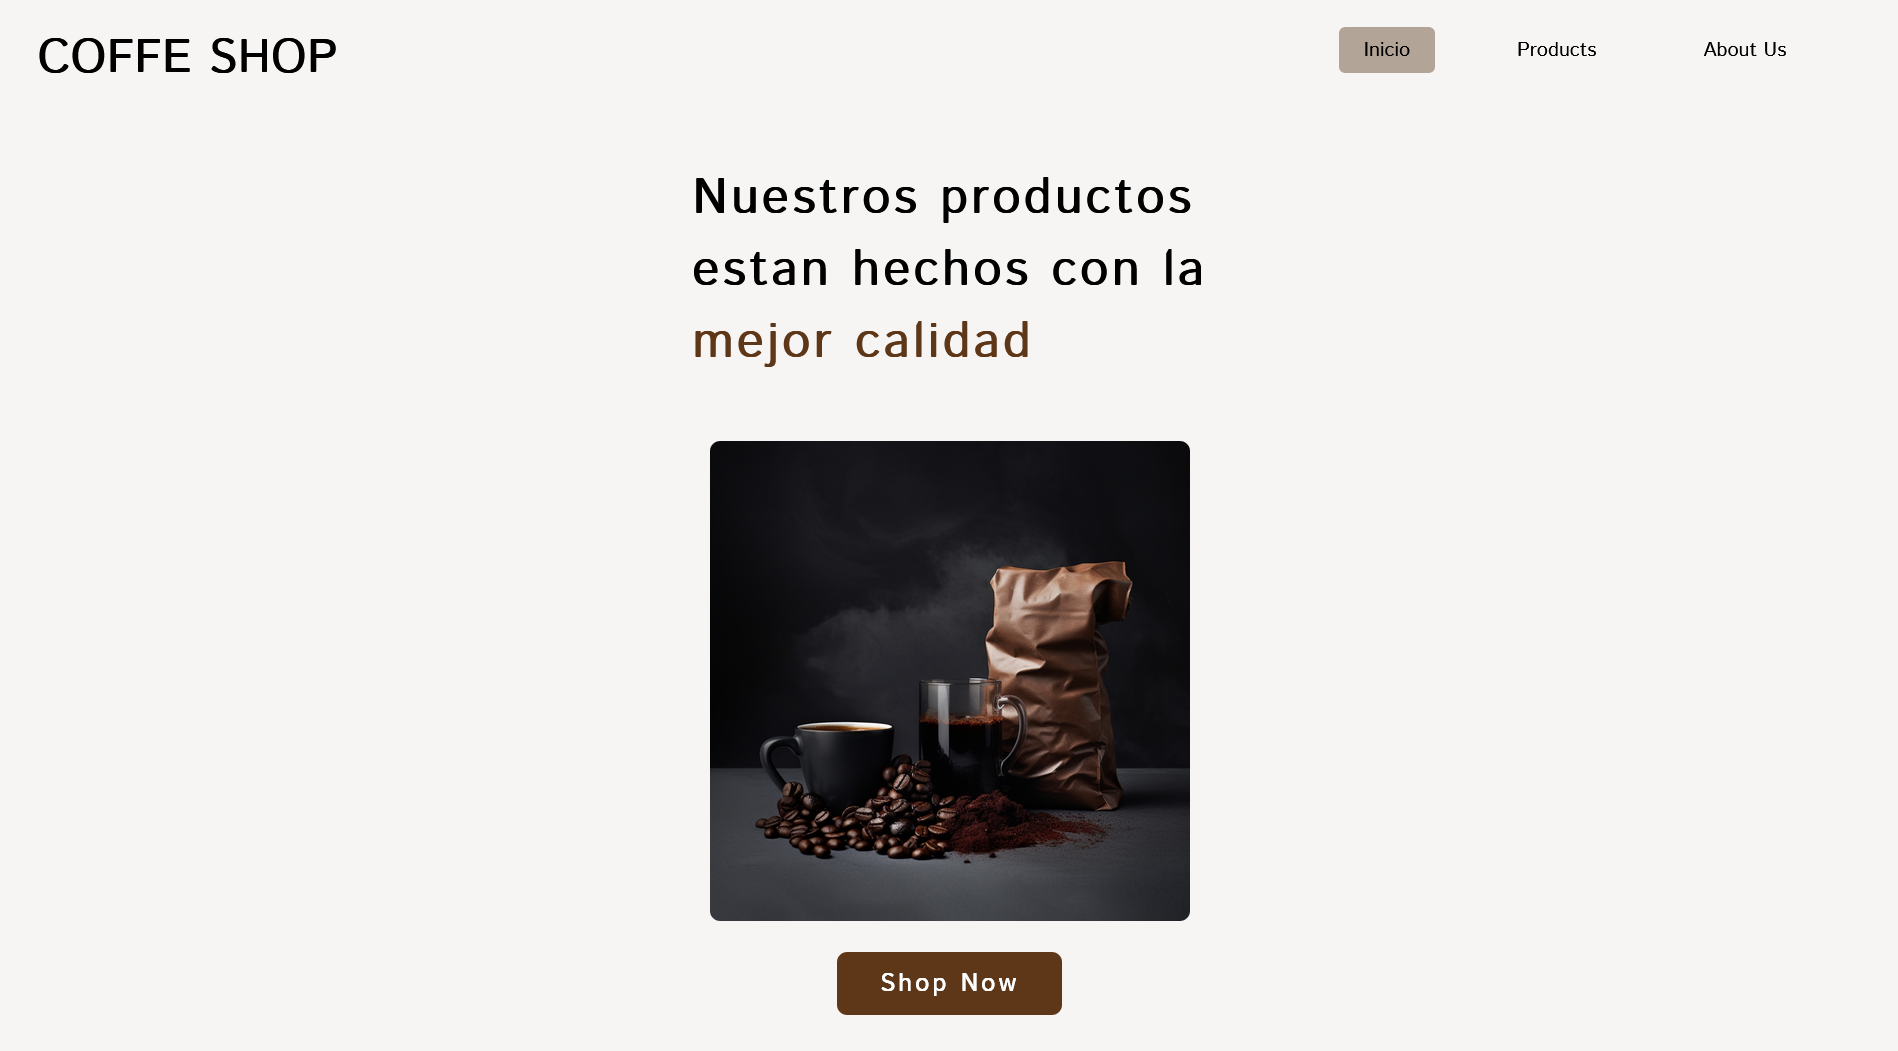 COFFE SHOP
Inicio
Products
About Us
Nuestros productos
estan hechos con la
mejor calidad
Shop Now